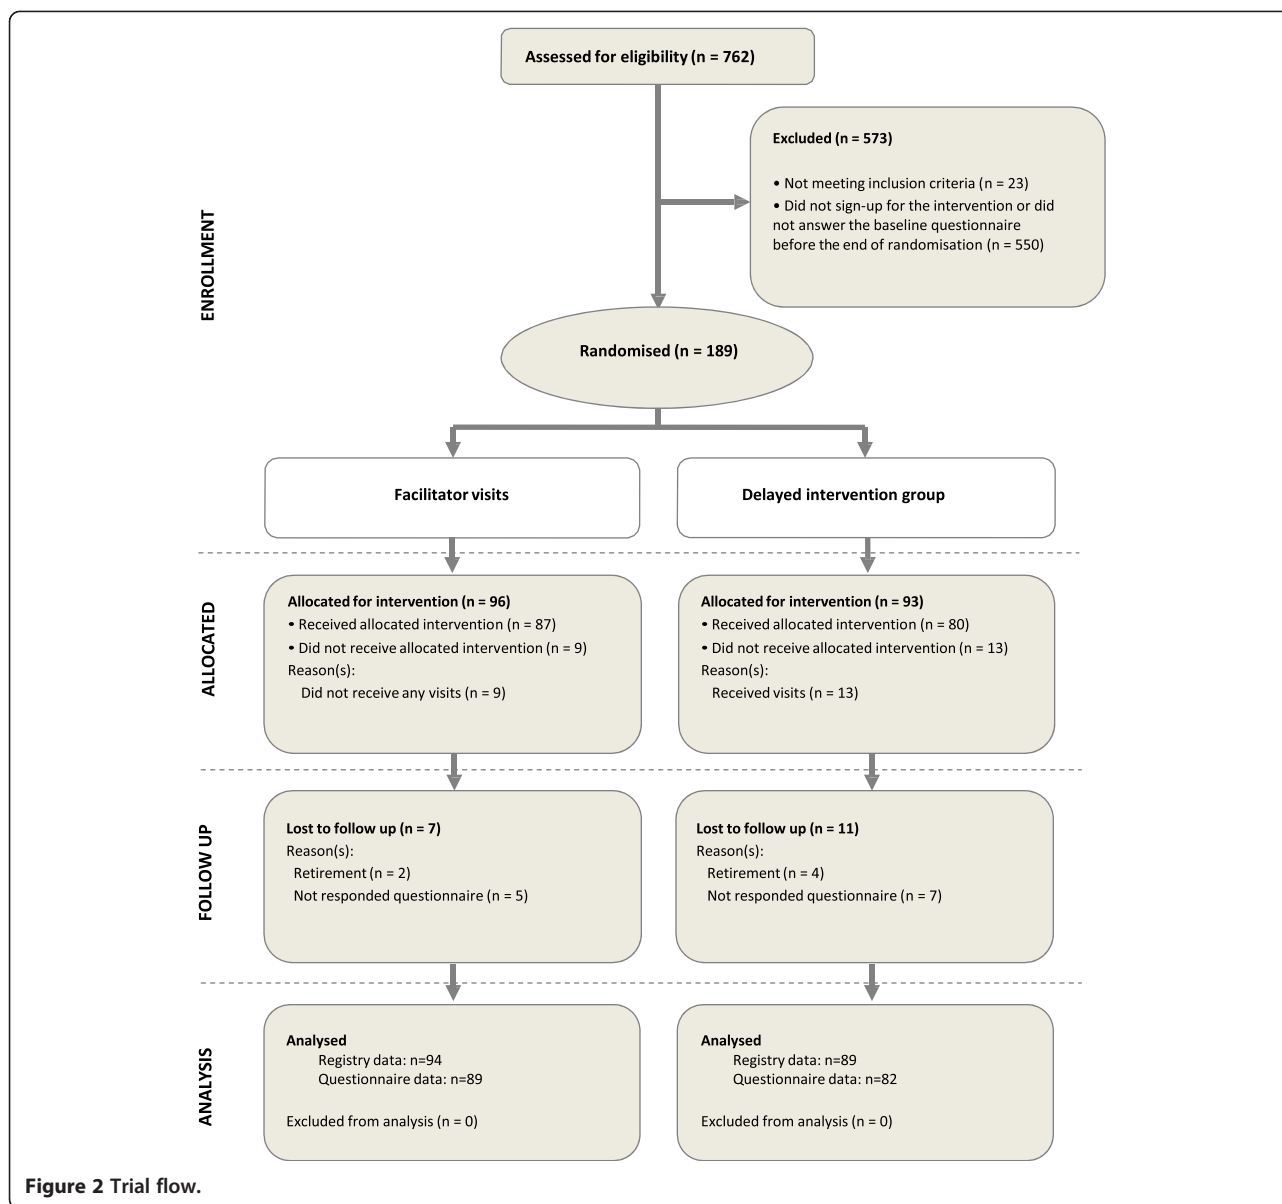 Assessed for eligibility (n = 762)
Excluded (n = 573)
• Not meeting inclusion criteria (n = 23)
• Did not sign-up for the intervention or did
not answer the baseline questionnaire
before the end of randomisation (n = 550)
ENROLLMENT
Randomised (n = 189)
Facilitator visits
Delayed intervention group
ALLOCATED
Allocated for intervention (n = 96)
• Received allocated intervention (n = 87)
• Did not receive allocated intervention (n = 9)
Reason(s):
Did not receive any visits (n = 9)
Allocated for intervention (n = 93)
• Received allocated intervention (n = 80)
• Did not receive allocated intervention (n = 13)
Reason(s):
Received visits (n = 13)
FOLLOW UP
Lost to follow up (n = 7)
Reason(s):
Retirement (n = 2)
Not responded questionnaire (n = 5)
Lost to follow up (n = 11)
Reason(s):
Retirement (n = 4)
Not responded questionnaire (n = 7)
ANALYSIS
Analysed
Registry data: n=94
Questionnaire data: n=89
Excluded from analysis (n = 0)
Analysed
Registry data: n=89
Questionnaire data: n=82
Excluded from analysis (n = 0)
Figure 2 Trial flow.